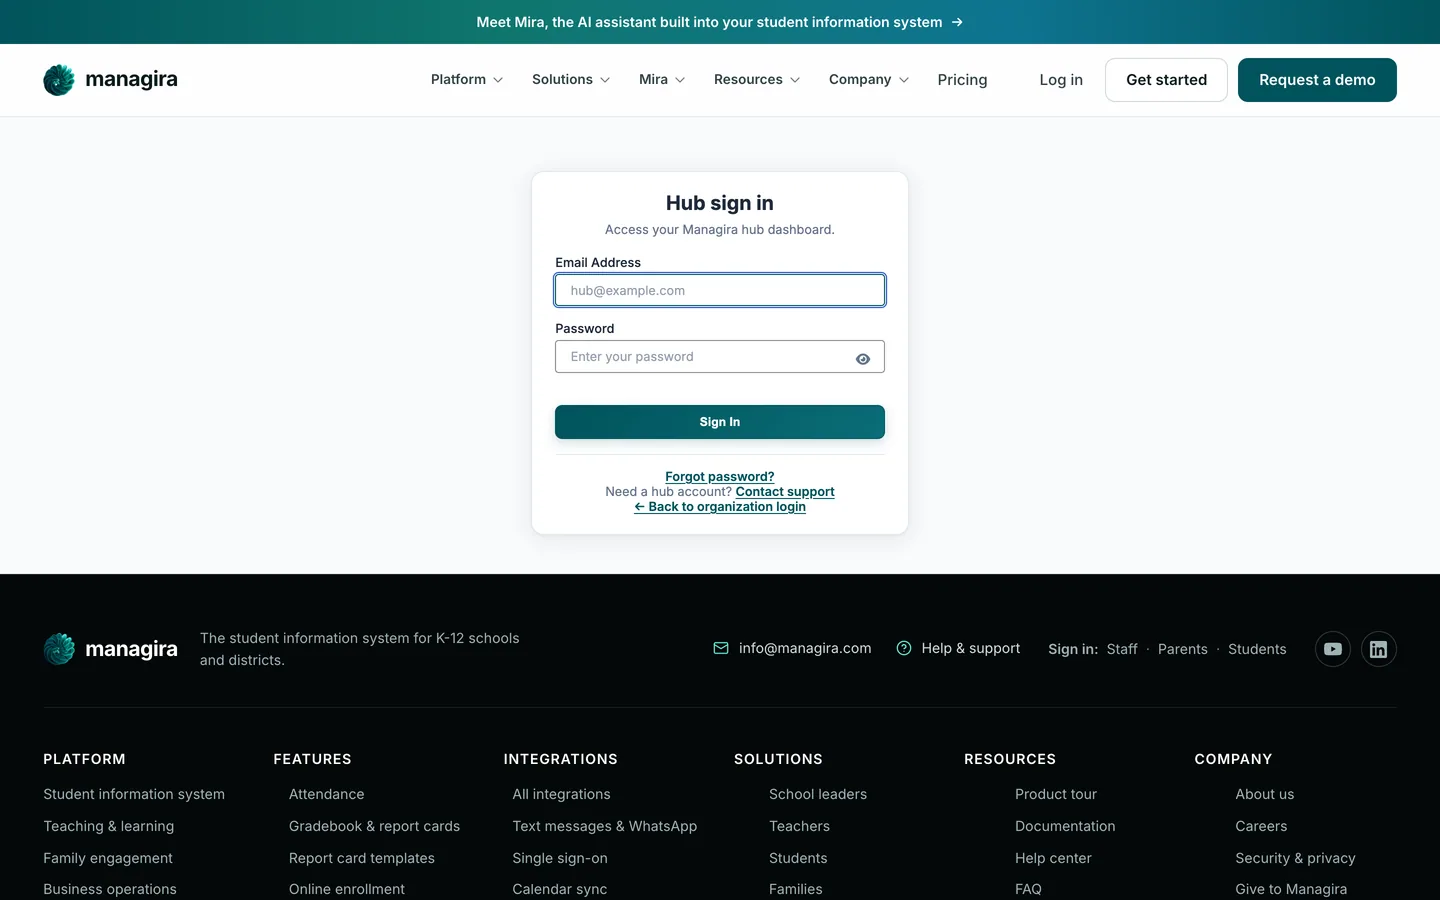 Meet Mira, the AI assistant built into your student information system →
managira
Platform
Solutions
Mira
Resources
Company
Pricing
Log in
Get started
Request a demo
Hub sign in
Access your Managira hub dashboard.
Email Address
hub@example.com
Password
Enter your password
Sign In
Forgot password?
Need a hub account? Contact support
← Back to organization login
managira
The student information system for K-12 schools
and districts.
info@managira.com
Help & support
Sign in: Staff · Parents · Students
PLATFORM
Student information system
Teaching & learning
Family engagement
Business operations
FEATURES
Attendance
Gradebook & report cards
Report card templates
Online enrollment
INTEGRATIONS
All integrations
Text messages & WhatsApp
Single sign-on
Calendar sync
SOLUTIONS
School leaders
Teachers
Students
Families
RESOURCES
Product tour
Documentation
Help center
FAQ
COMPANY
About us
Careers
Security & privacy
Give to Managira